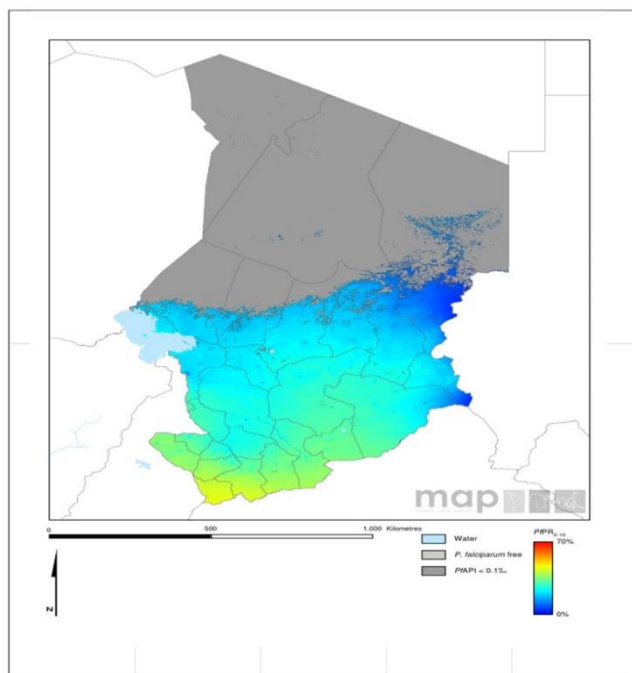 map
0 500 1,000 Kilometres
Water
P. falciparum free
PfAPI < 0.1‰
PfPR2-10
70%
0%
N